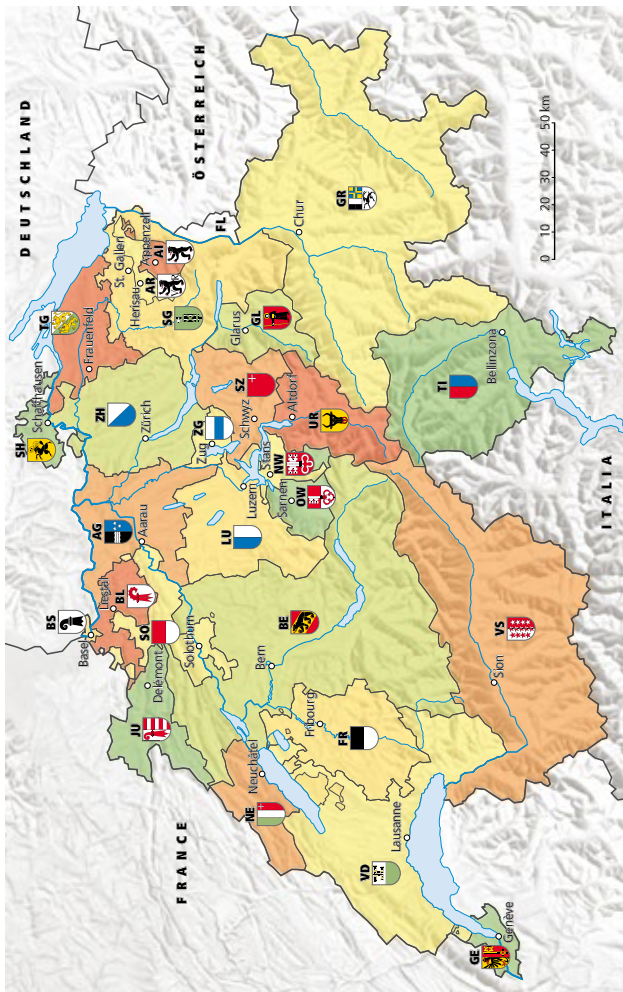 DEUTSCHLAND
ÖSTERREICH
FRANCE
ITALIA
FL
SH
Schaffhausen
BS
Basel
TG
Frauenfeld
Liestal
BL
AG
Aarau
ZH
Zürich
St. Gallen
Herisau
AR
Appenzell
AI
SG
JU
Delémont
SO
Solothurn
LU
Luzern
ZG
Zug
SZ
Schwyz
Glarus
GL
NE
Neuchâtel
Bern
BE
Sarnen
OW
Stans
NW
Altdorf
UR
Chur
GR
Fribourg
FR
VD
Lausanne
GE
Genève
Sion
VS
TI
Bellinzona
0 10 20 30 40 50 km